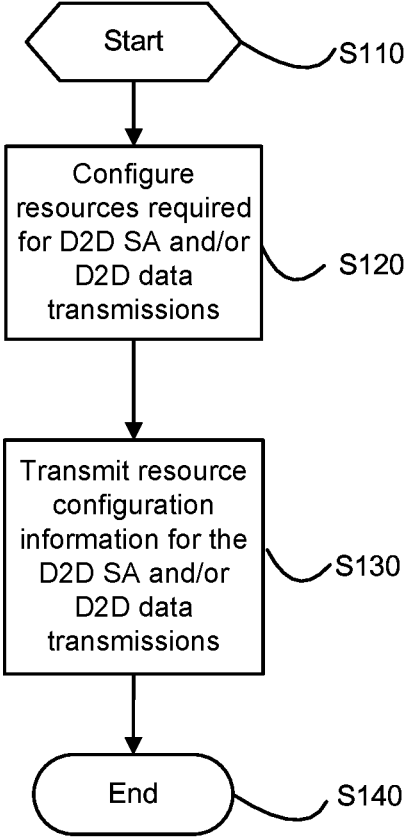 Start
S110
Configure
resources required
for D2D SA and/or
D2D data
transmissions
S120
Transmit resource
configuration
information for the
D2D SA and/or
D2D data
transmissions
S130
End
S140